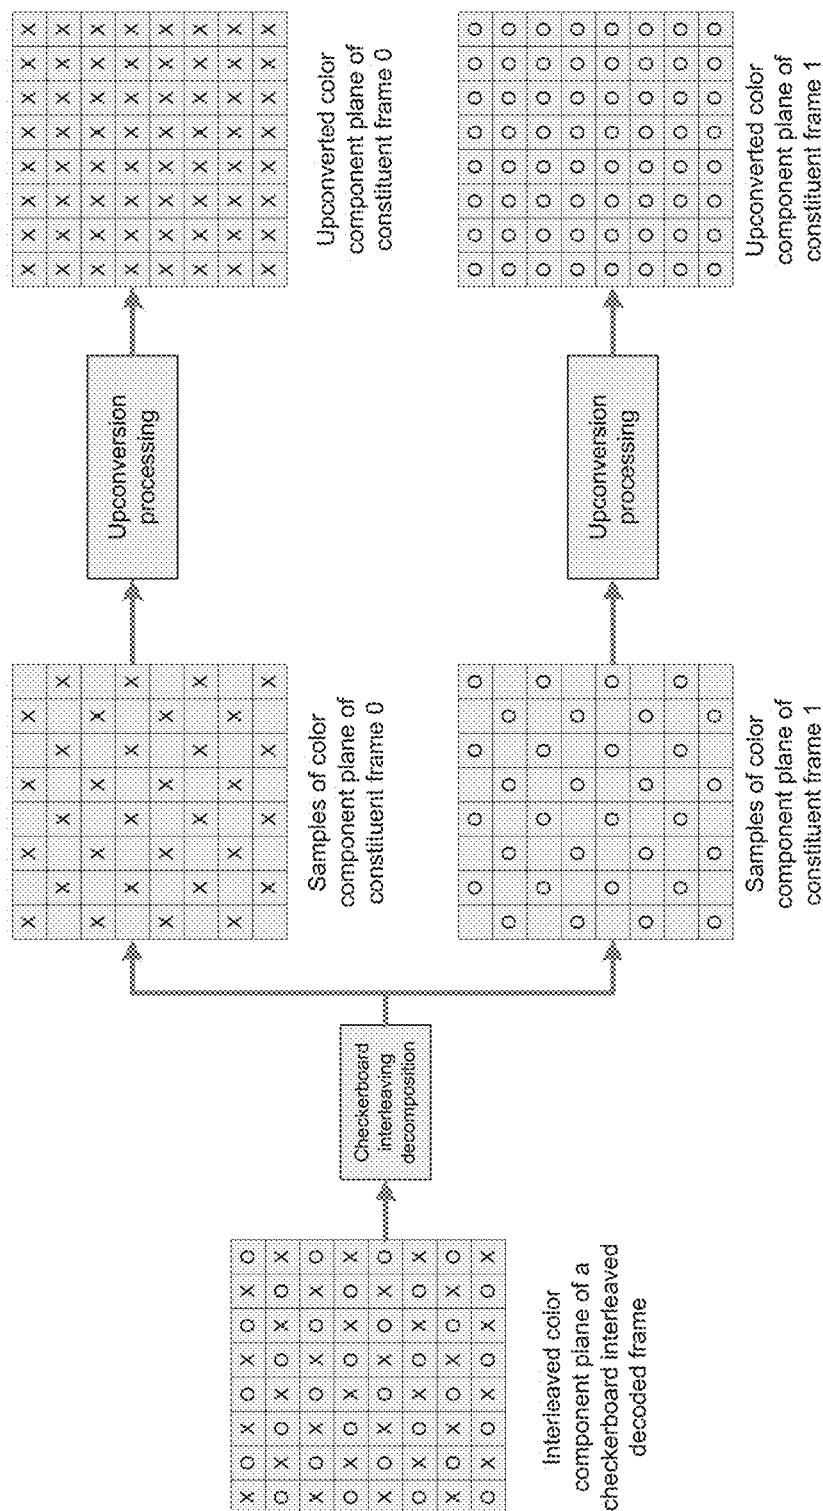 Interleaved color
component plane of a
checkerboard interleaved
decoded frame
Checkerboard
interleaving
decomposition
Samples of color
component plane of
constituent frame 0
Upconversion
processing
Upconverted color
component plane of
constituent frame 0
Samples of color
component plane of
constituent frame 1
Upconversion
processing
Upconverted color
component plane of
constituent frame 1